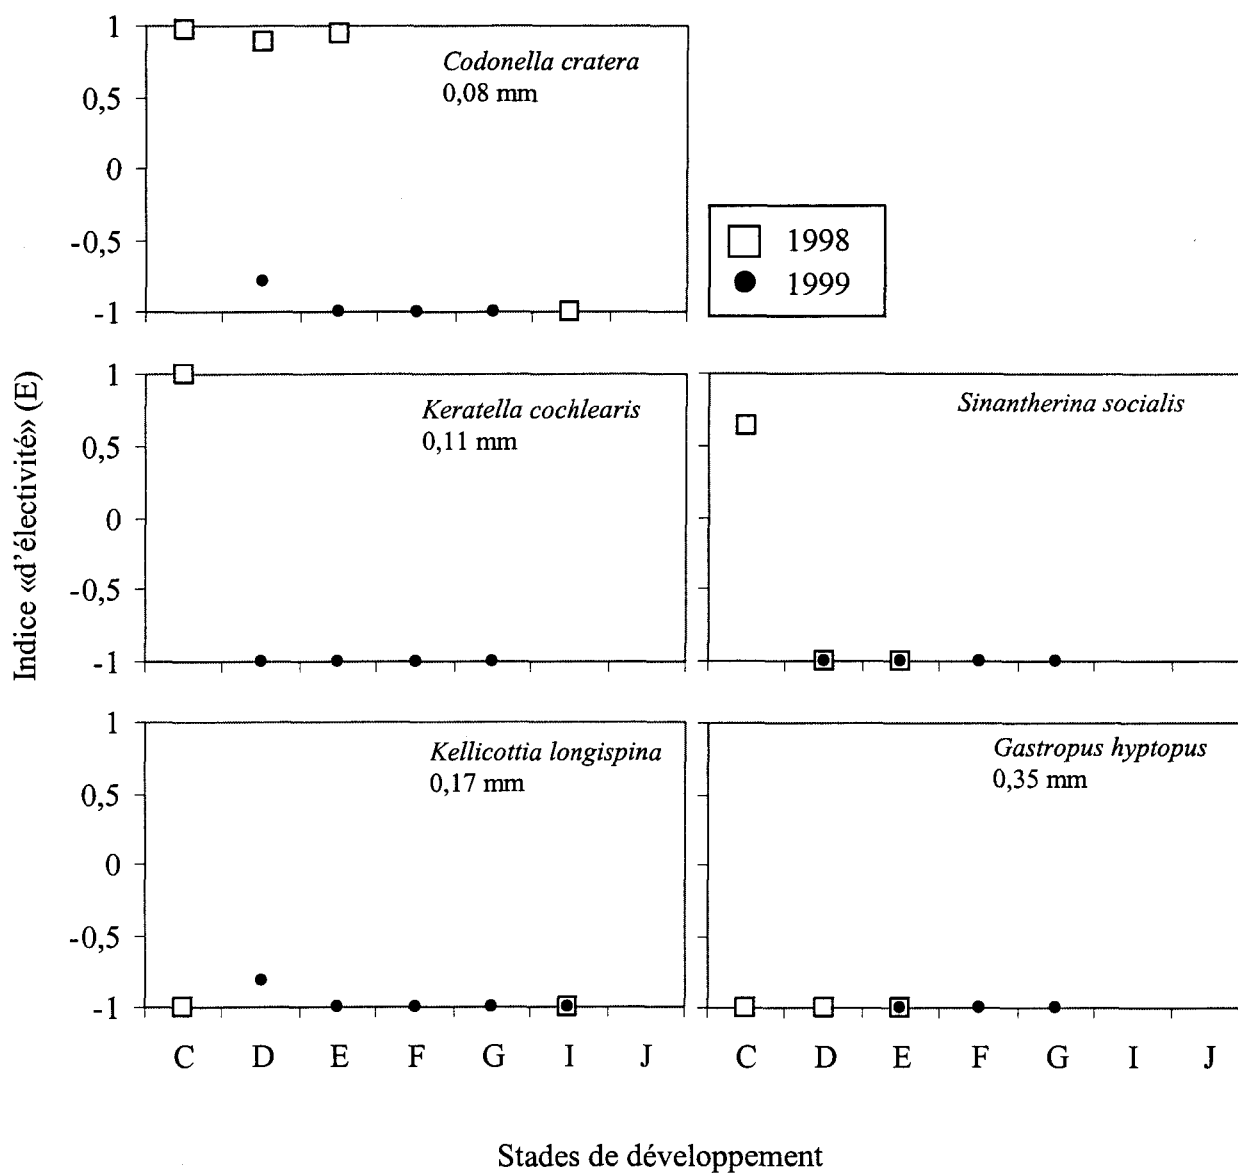 1
0,5
0
-0,5
-1
Codonella cratera
0,08 mm
1998
1999
Indice «d'électivité» (E)
1
0,5
0
-0,5
-1
Keratella cochlearis
0,11 mm
Sinantherina socialis
1
0,5
0
-0,5
-1
Kellicottia longispina
0,17 mm
Gastropus hyptopus
0,35 mm
C D E F G I J
C D E F G I J
Stades de développement